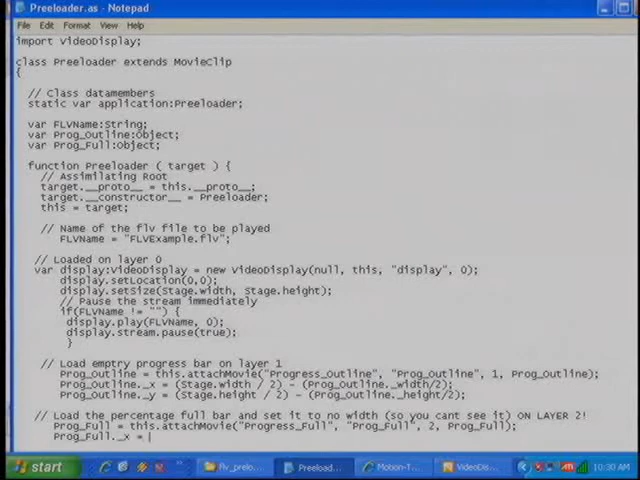 Preeloader.as - Notepad
File Edit Format View Help
import VideoDisplay;
class Preeloader extends MovieClip
{
// Class datamembers
static var application:Preeloader;
var FLVName:String;
var Prog_Outline:Object;
var Prog_Full:Object;
function Preeloader ( target ) {
// Assimilating Root
target.__proto__ = this.__proto__;
target.__constructor__ = Preeloader;
this = target;
// Name of the flv file to be played
FLVName = "FLVExample.flv";
// Loaded on layer 0
var display:VideoDisplay = new VideoDisplay(null, this, "display", 0);
display.setLocation(0,0);
display.setSize(Stage.width, Stage.height);
// Pause the stream immediately
if(FLVName != "") {
display.play(FLVName, 0);
display.stream.pause(true);
}
// Load emptry progress bar on layer 1
Prog_Outline = this.attachMovie("Progress_Outline", "Prog_Outline", 1, Prog_Outline);
Prog_Outline._x = (Stage.width / 2) - (Prog_Outline._width/2);
Prog_Outline._y = (Stage.height / 2) - (Prog_Outline._height/2);
// Load the percentage full bar and set it to no width (so you cant see it) ON LAYER 2!
Prog_Full = this.attachMovie("Progress_Full", "Prog_Full", 2, Prog_Full);
Prog_Full._x =
start Flv_prelo... Preeload... Motion-T... VideoDis... 10:30 AM